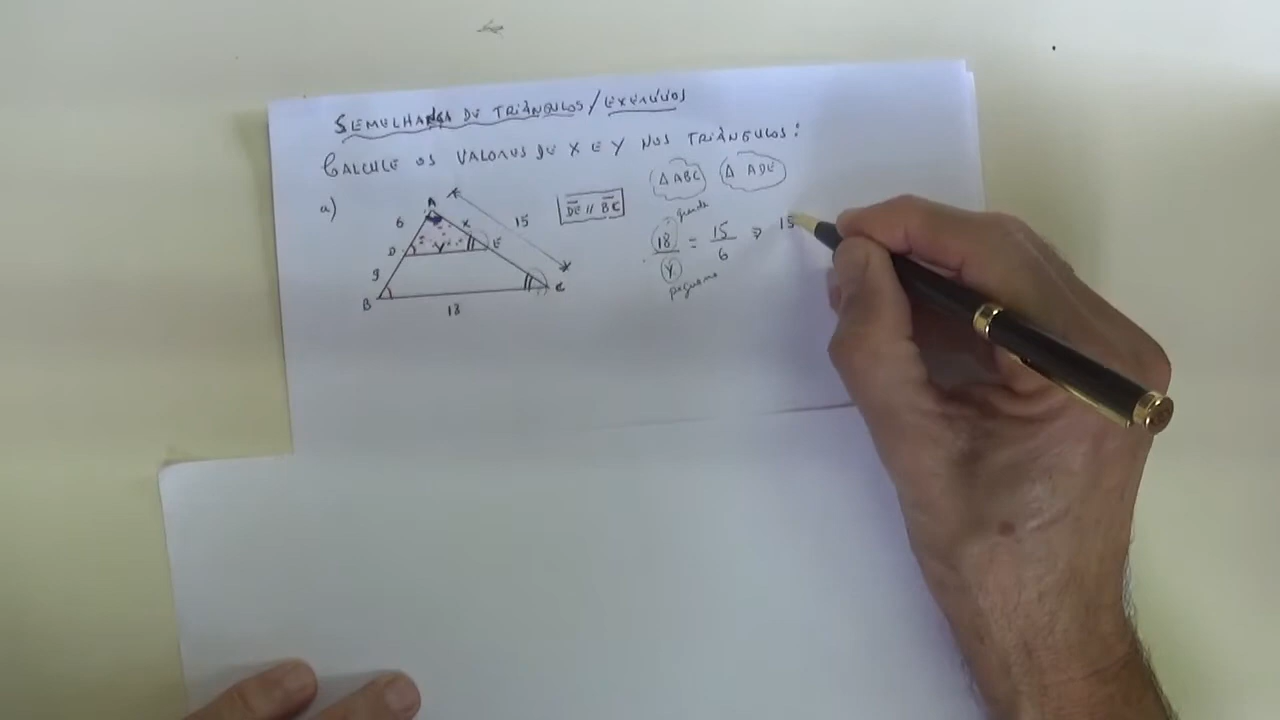 SEMELHANÇA DE TRIÂNGULOS/EXERCÍCIOS
CALCULE OS VALORES DE X E Y NOS TRIÂNGULOS:
a)
Δ ABC
Δ ADE
DE // BC
A
6
X
15
D
Y
E
9
B
C
18
grande
18/Y = 15/6 ⇒ 15
pequeno